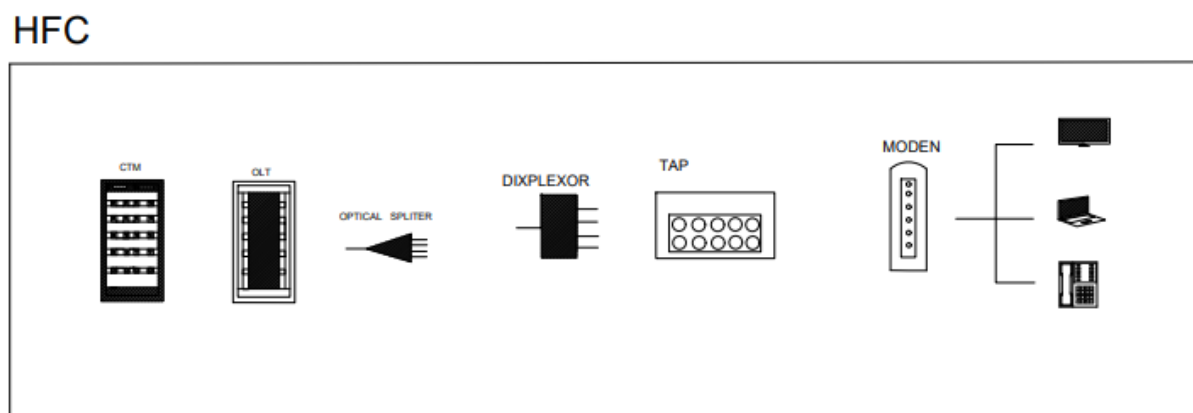 HFC
CTM
OLT
OPTICAL SPLITER
DIXPLEXOR
TAP
MODEN